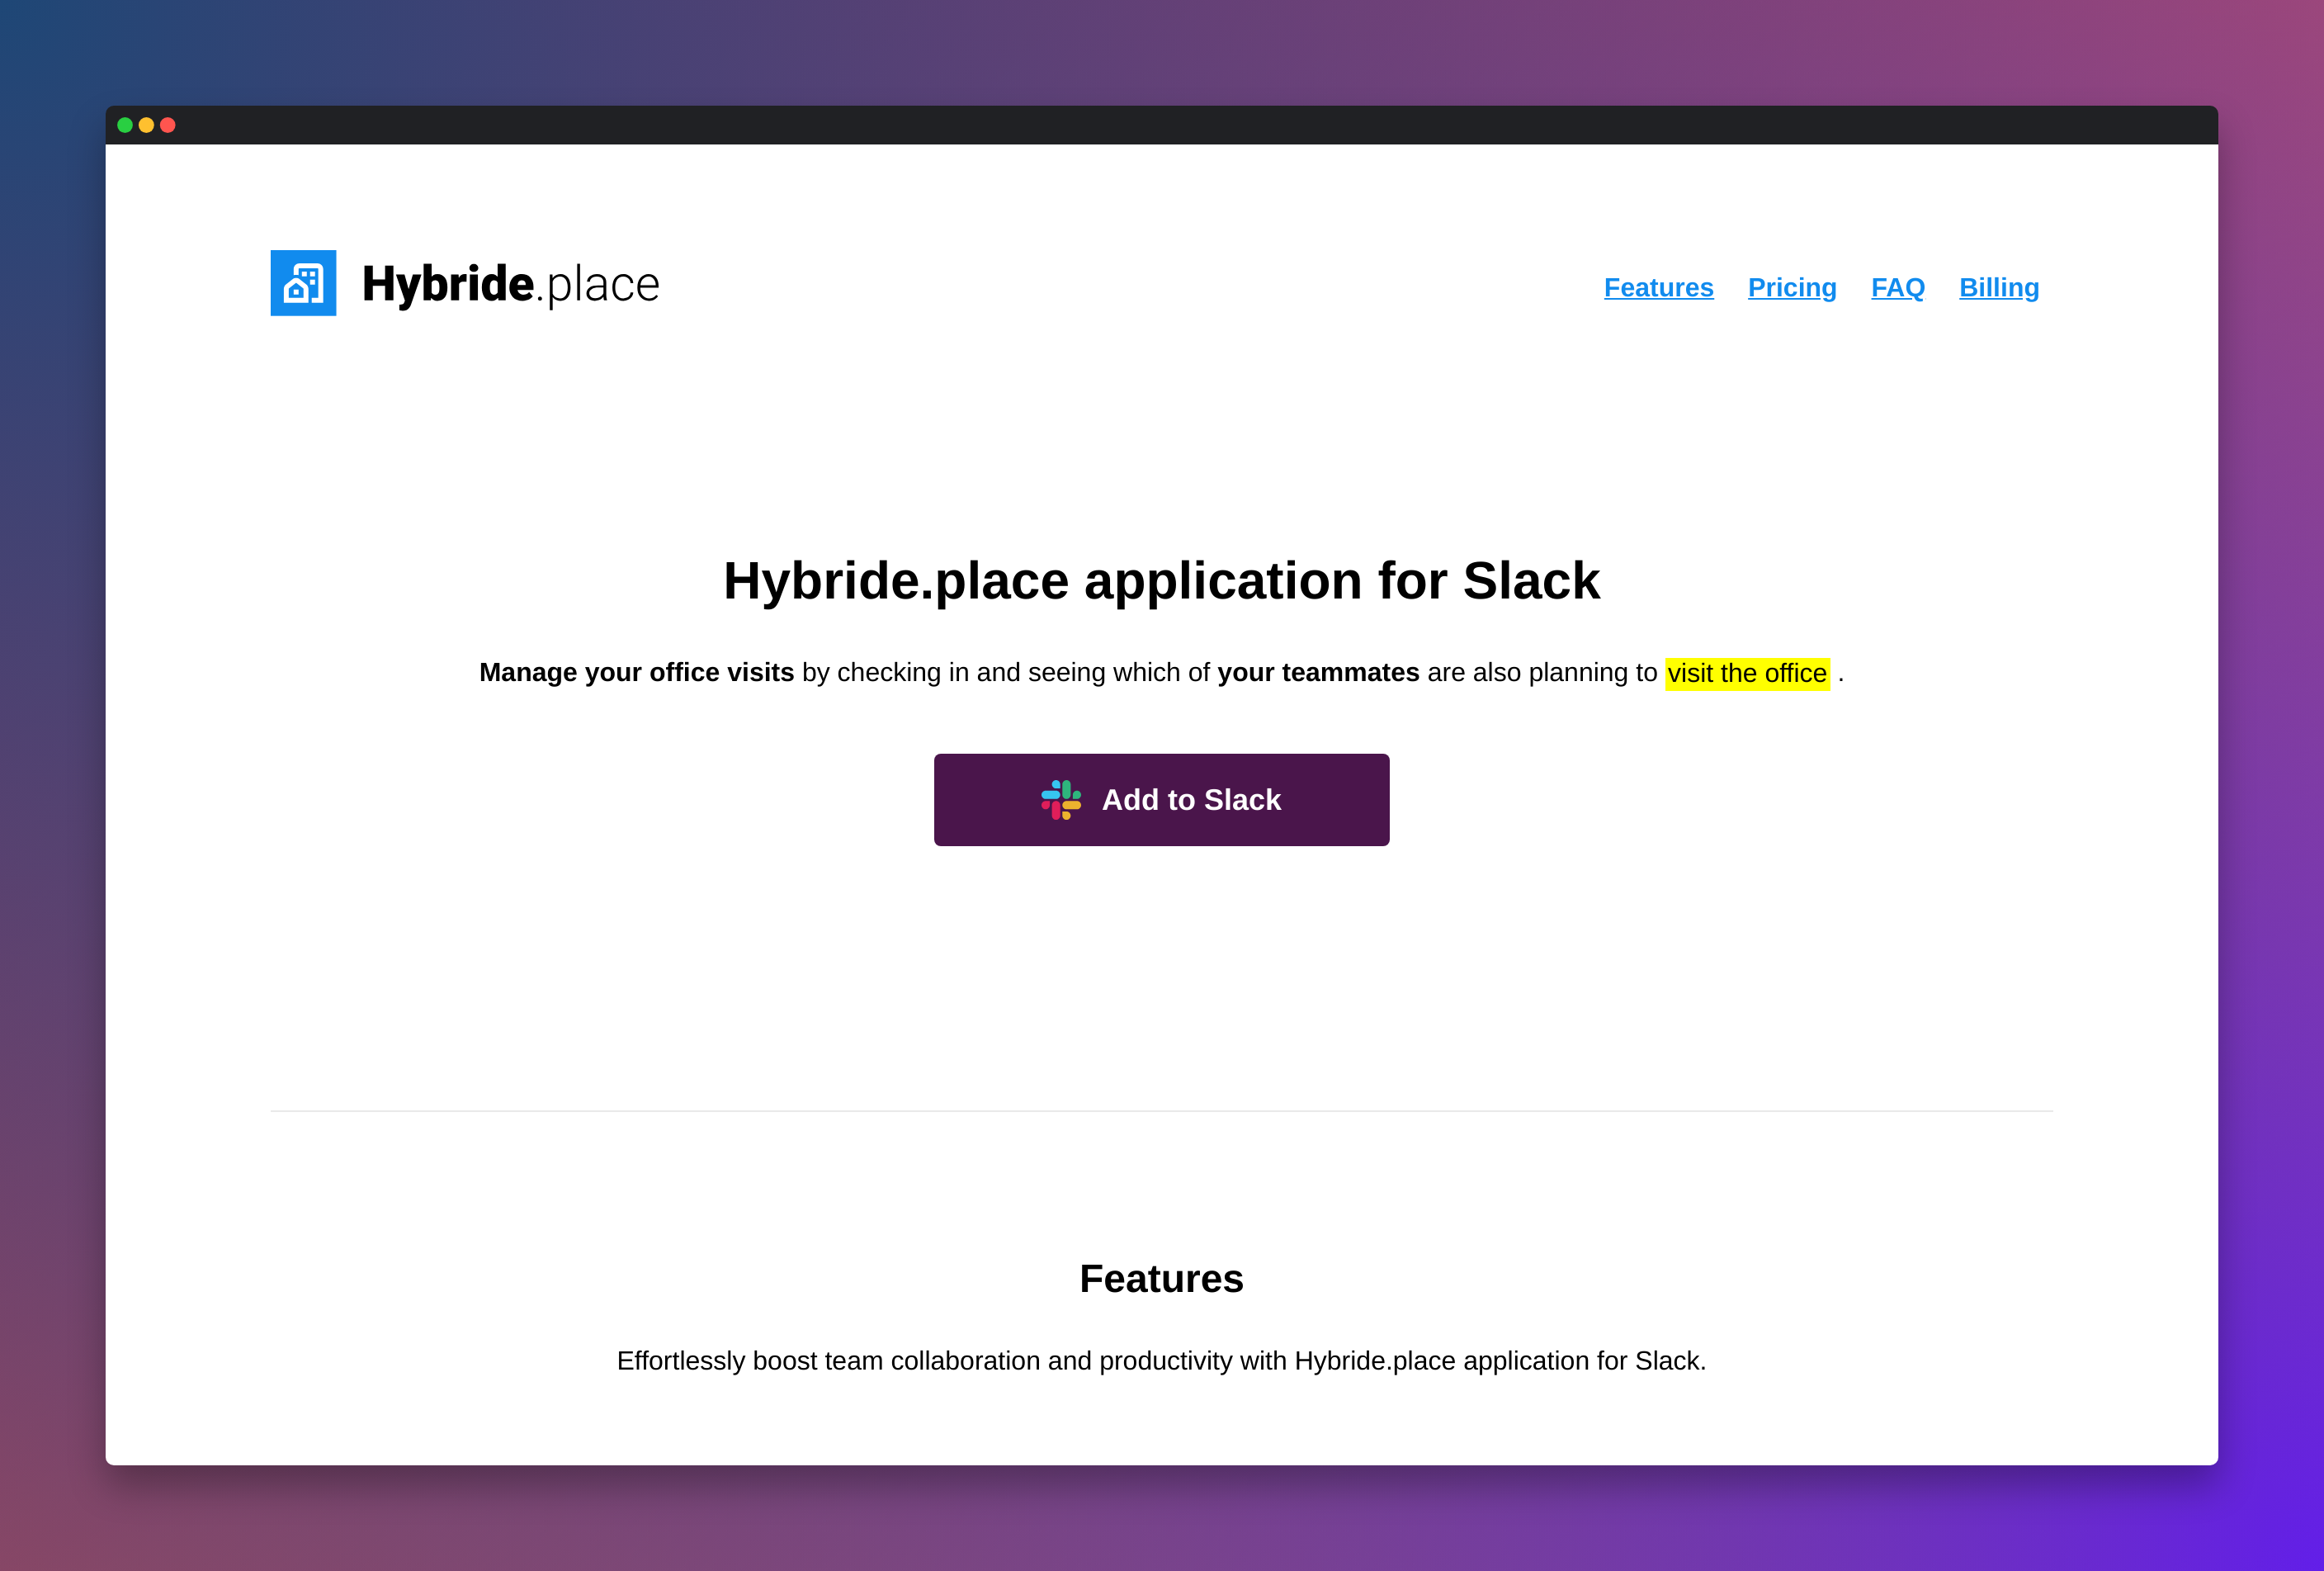 Hybride.place
Features Pricing FAQ Billing
Hybride.place application for Slack
Manage your office visits by checking in and seeing which of your teammates are also planning to visit the office .
Add to Slack
Features
Effortlessly boost team collaboration and productivity with Hybride.place application for Slack.